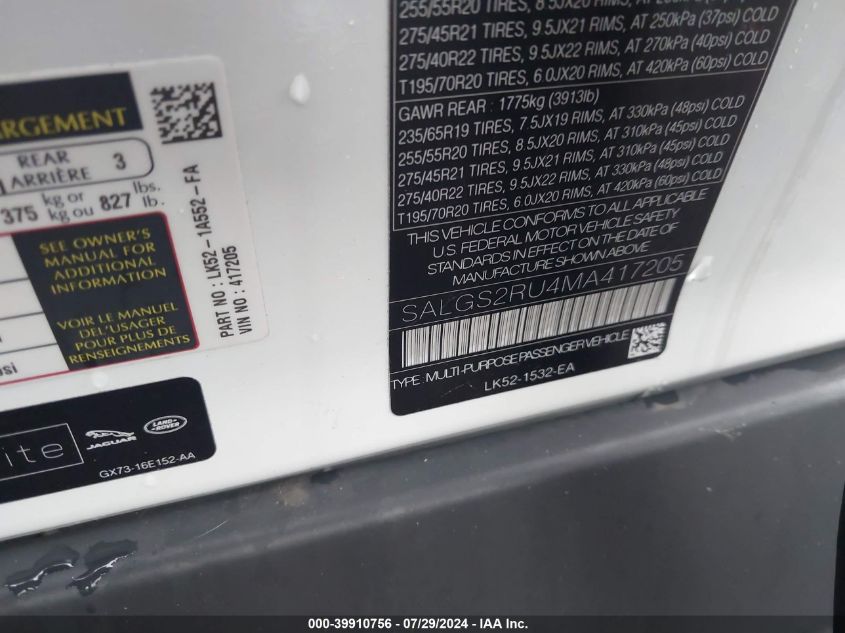 ARGEMENT
REAR
ARRIÈRE 3
375 kg or 827 lbs.
kg ou lb.
SEE OWNER'S
MANUAL FOR
ADDITIONAL
INFORMATION
VOIR LE MANUEL
DEL'USAGER
POUR PLUS DE
RENSEIGNEMENTS
si
PART NO : LK52-1A552-FA
VIN NO : 417205
ite
JAGUAR
LAND-
ROVER
GX73-16E152-AA
255/55R20 TIRES, 8.5JX20 RIMS,
275/45R21 TIRES, 9.5JX21 RIMS, AT 250kPa (37psi) COLD
275/40R22 TIRES, 9.5JX22 RIMS, AT 270kPa (40psi) COLD
T195/70R20 TIRES, 6.0JX20 RIMS, AT 420kPa (60psi) COLD
GAWR REAR : 1775kg (3913lb)
235/65R19 TIRES, 7.5JX19 RIMS, AT 330kPa (48psi) COLD
255/55R20 TIRES, 8.5JX20 RIMS, AT 310kPa (45psi) COLD
275/45R21 TIRES, 9.5JX21 RIMS, AT 310kPa (45psi) COLD
275/40R22 TIRES, 9.5JX22 RIMS, AT 330kPa (48psi) COLD
T195/70R20 TIRES, 6.0JX20 RIMS, AT 420kPa (60psi) COLD
THIS VEHICLE CONFORMS TO ALL APPLICABLE
U.S. FEDERAL MOTOR VEHICLE SAFETY
STANDARDS IN EFFECT ON THE DATE OF
MANUFACTURE SHOWN ABOVE
SALGS2RU4MA417205
TYPE: MULTI-PURPOSE PASSENGER VEHICLE
LK52-1532-EA
000-39910756 - 07/29/2024 - IAA Inc.